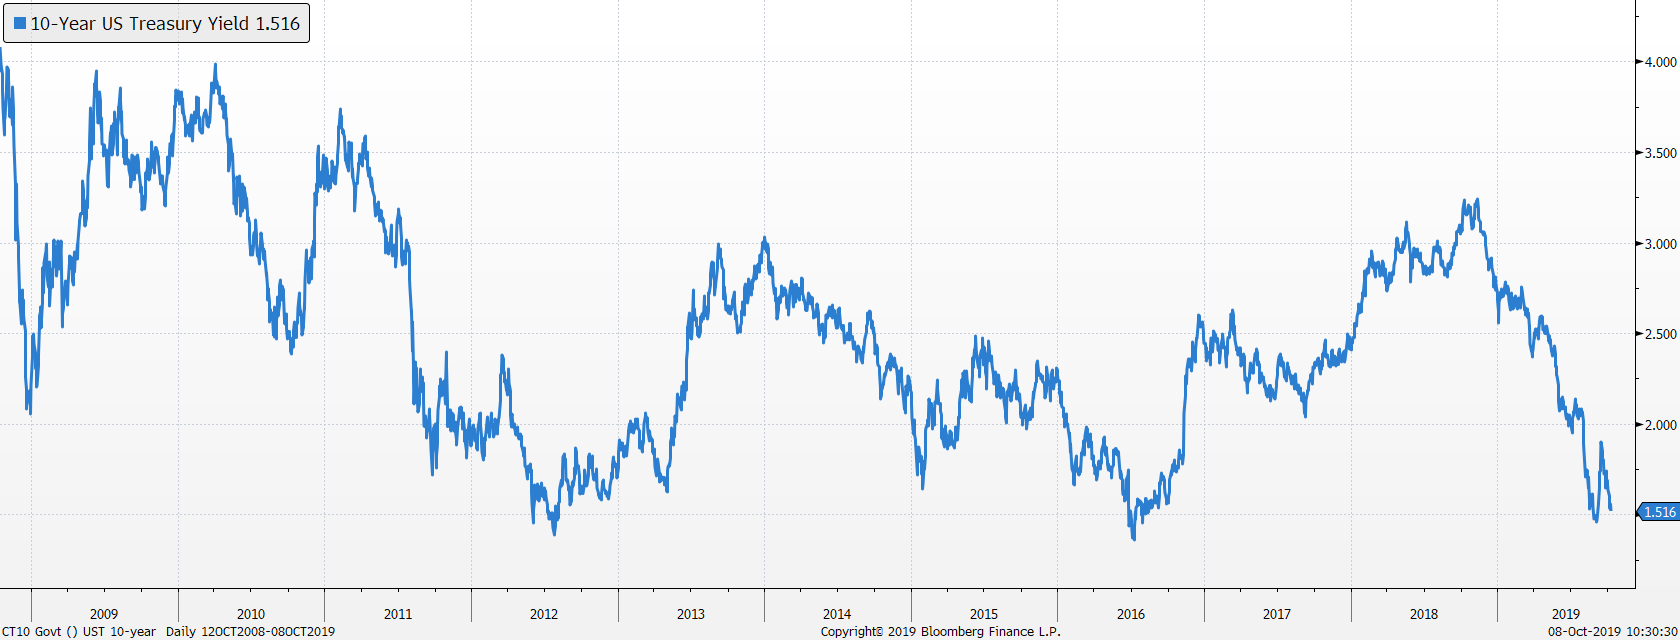 10-Year US Treasury Yield 1.516
4.000
3.500
3.000
2.500
2.000
1.516
2009 2010 2011 2012 2013 2014 2015 2016 2017 2018 2019
CT10 Govt () UST 10-year Daily 12OCT2008-08OCT2019 Copyright© 2019 Bloomberg Finance L.P. 08-Oct-2019 10:30:30